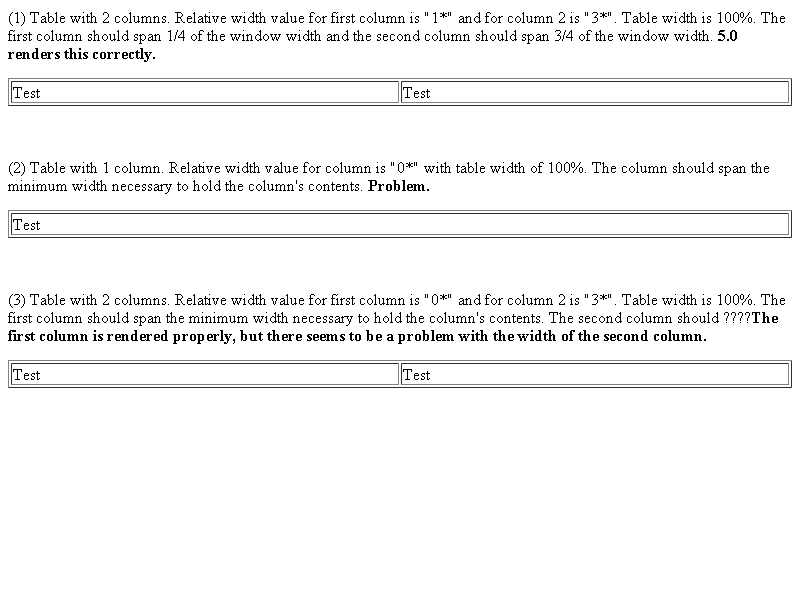 (1) Table with 2 columns. Relative width value for first column is "1*" and for column 2 is "3*". Table width is 100%. The
first column should span 1/4 of the window width and the second column should span 3/4 of the window width. 5.0
renders this correctly.
Test Test
(2) Table with 1 column. Relative width value for column is "0*" with table width of 100%. The column should span the
minimum width necessary to hold the column's contents. Problem.
Test
(3) Table with 2 columns. Relative width value for first column is "0*" and for column 2 is "3*". Table width is 100%. The
first column should span the minimum width necessary to hold the column's contents. The second column should ????The
first column is rendered properly, but there seems to be a problem with the width of the second column.
Test Test